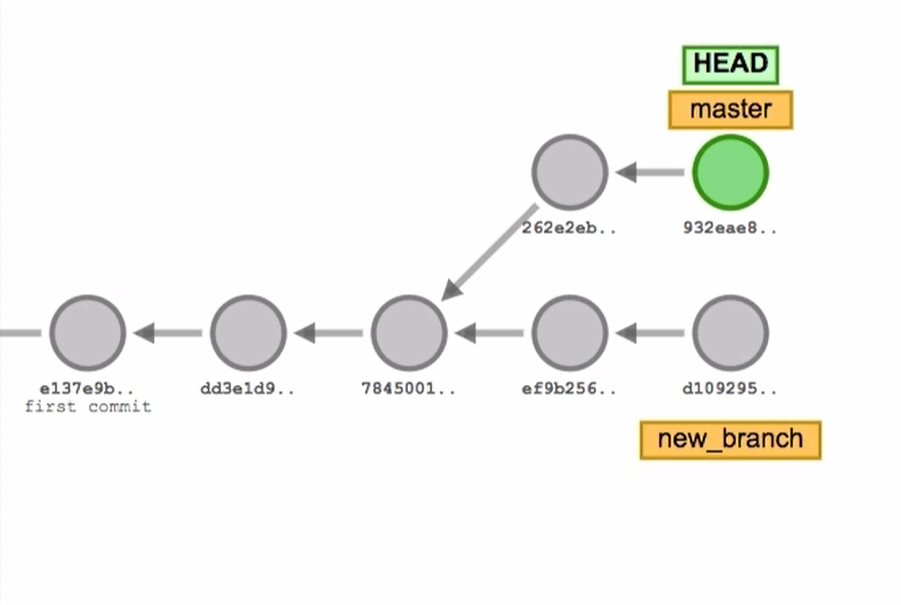 HEAD
master
262e2eb..
932eae8..
e137e9b..
first commit
dd3e1d9..
7845001..
ef9b256..
d109295..
new_branch